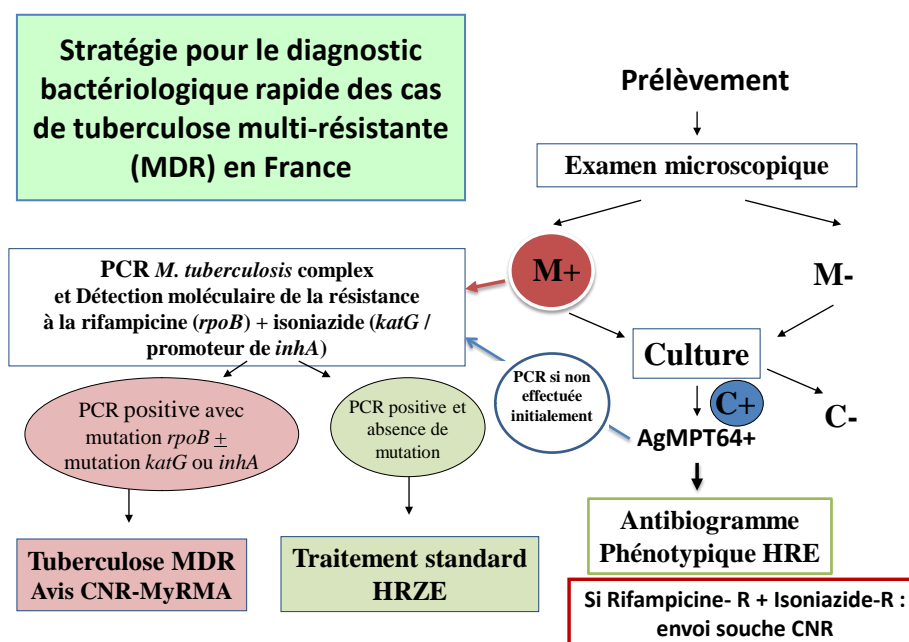 Stratégie pour le diagnostic
bactériologique rapide des cas
de tuberculose multi-résistante
(MDR) en France
Prélèvement
Examen microscopique
M+
M-
PCR M. tuberculosis complex
et Détection moléculaire de la résistance
à la rifampicine (rpoB) + isoniazide (katG /
promoteur de inhA)
Culture
PCR si non
effectuée
initialement
C+
C-
AgMPT64+
PCR positive avec
mutation rpoB ±
mutation katG ou inhA
PCR positive et
absence de
mutation
Tuberculose MDR
Avis CNR-MyRMA
Traitement standard
HRZE
Antibiogramme
Phénotypique HRE
Si Rifampicine- R + Isoniazide-R :
envoi souche CNR